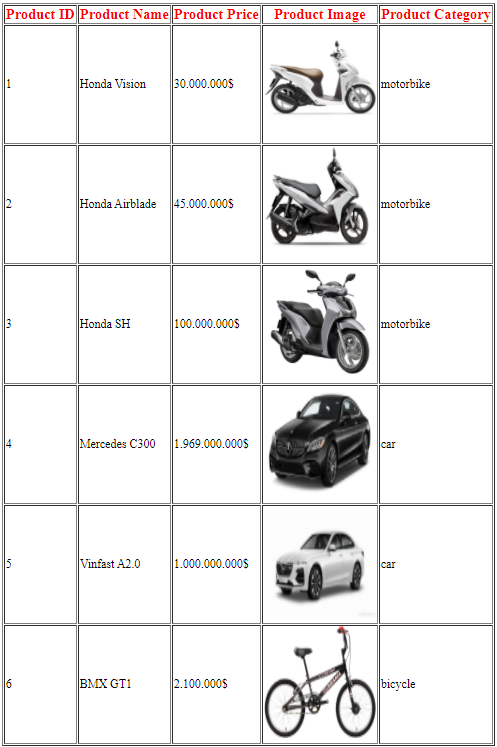 Product ID Product Name Product Price Product Image Product Category
1 Honda Vision 30.000.000$ motorbike
2 Honda Airblade 45.000.000$ motorbike
3 Honda SH 100.000.000$ motorbike
4 Mercedes C300 1.969.000.000$ car
5 Vinfast A2.0 1.000.000.000$ car
6 BMX GT1 2.100.000$ bicycle